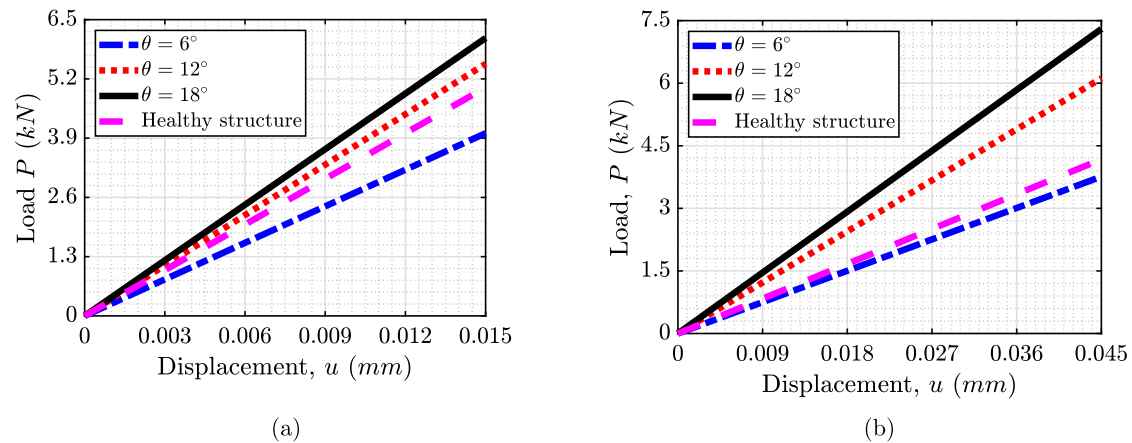 6.5
5.2
3.9
2.6
1.3
0
Load P (kN)
θ = 6°
θ = 12°
θ = 18°
Healthy structure
0 0.003 0.006 0.009 0.012 0.015
Displacement, u (mm)
(a)
7.5
6
4.5
3
1.5
0
Load, P (kN)
θ = 6°
θ = 12°
θ = 18°
Healthy structure
0 0.009 0.018 0.027 0.036 0.045
Displacement, u (mm)
(b)